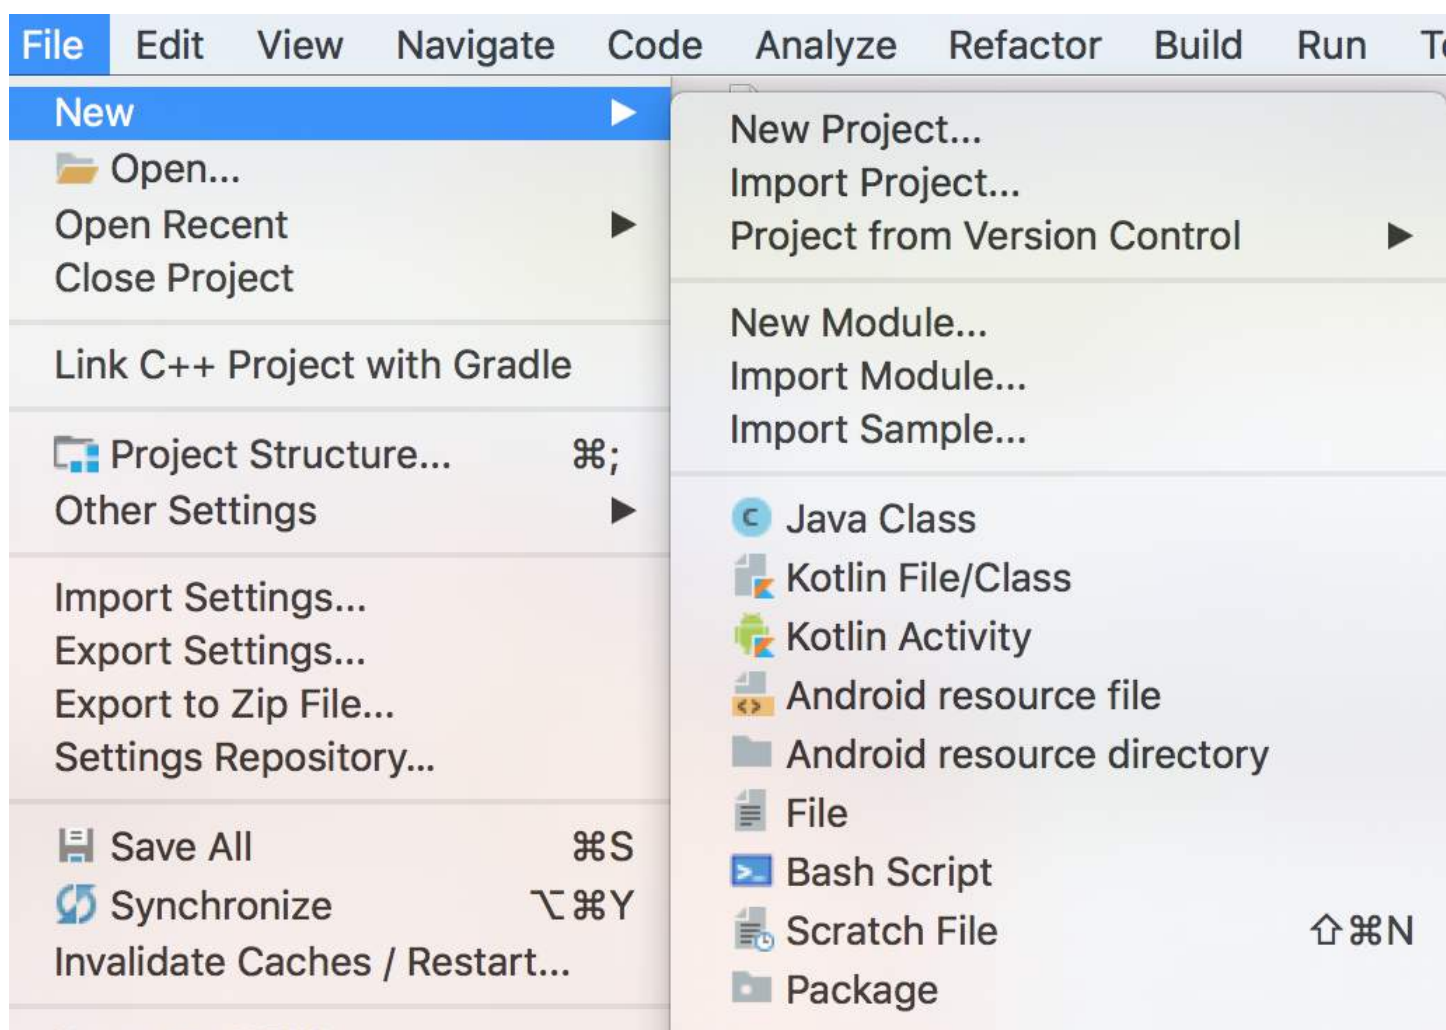 File Edit View Navigate Code Analyze Refactor Build Run
New
Open...
Open Recent
Close Project
Link C++ Project with Gradle
Project Structure... ⌘;
Other Settings
Import Settings...
Export Settings...
Export to Zip File...
Settings Repository...
Save All ⌘S
Synchronize ⌥⌘Y
Invalidate Caches / Restart...
New Project...
Import Project...
Project from Version Control
New Module...
Import Module...
Import Sample...
Java Class
Kotlin File/Class
Kotlin Activity
Android resource file
Android resource directory
File
Bash Script
Scratch File ⇧⌘N
Package